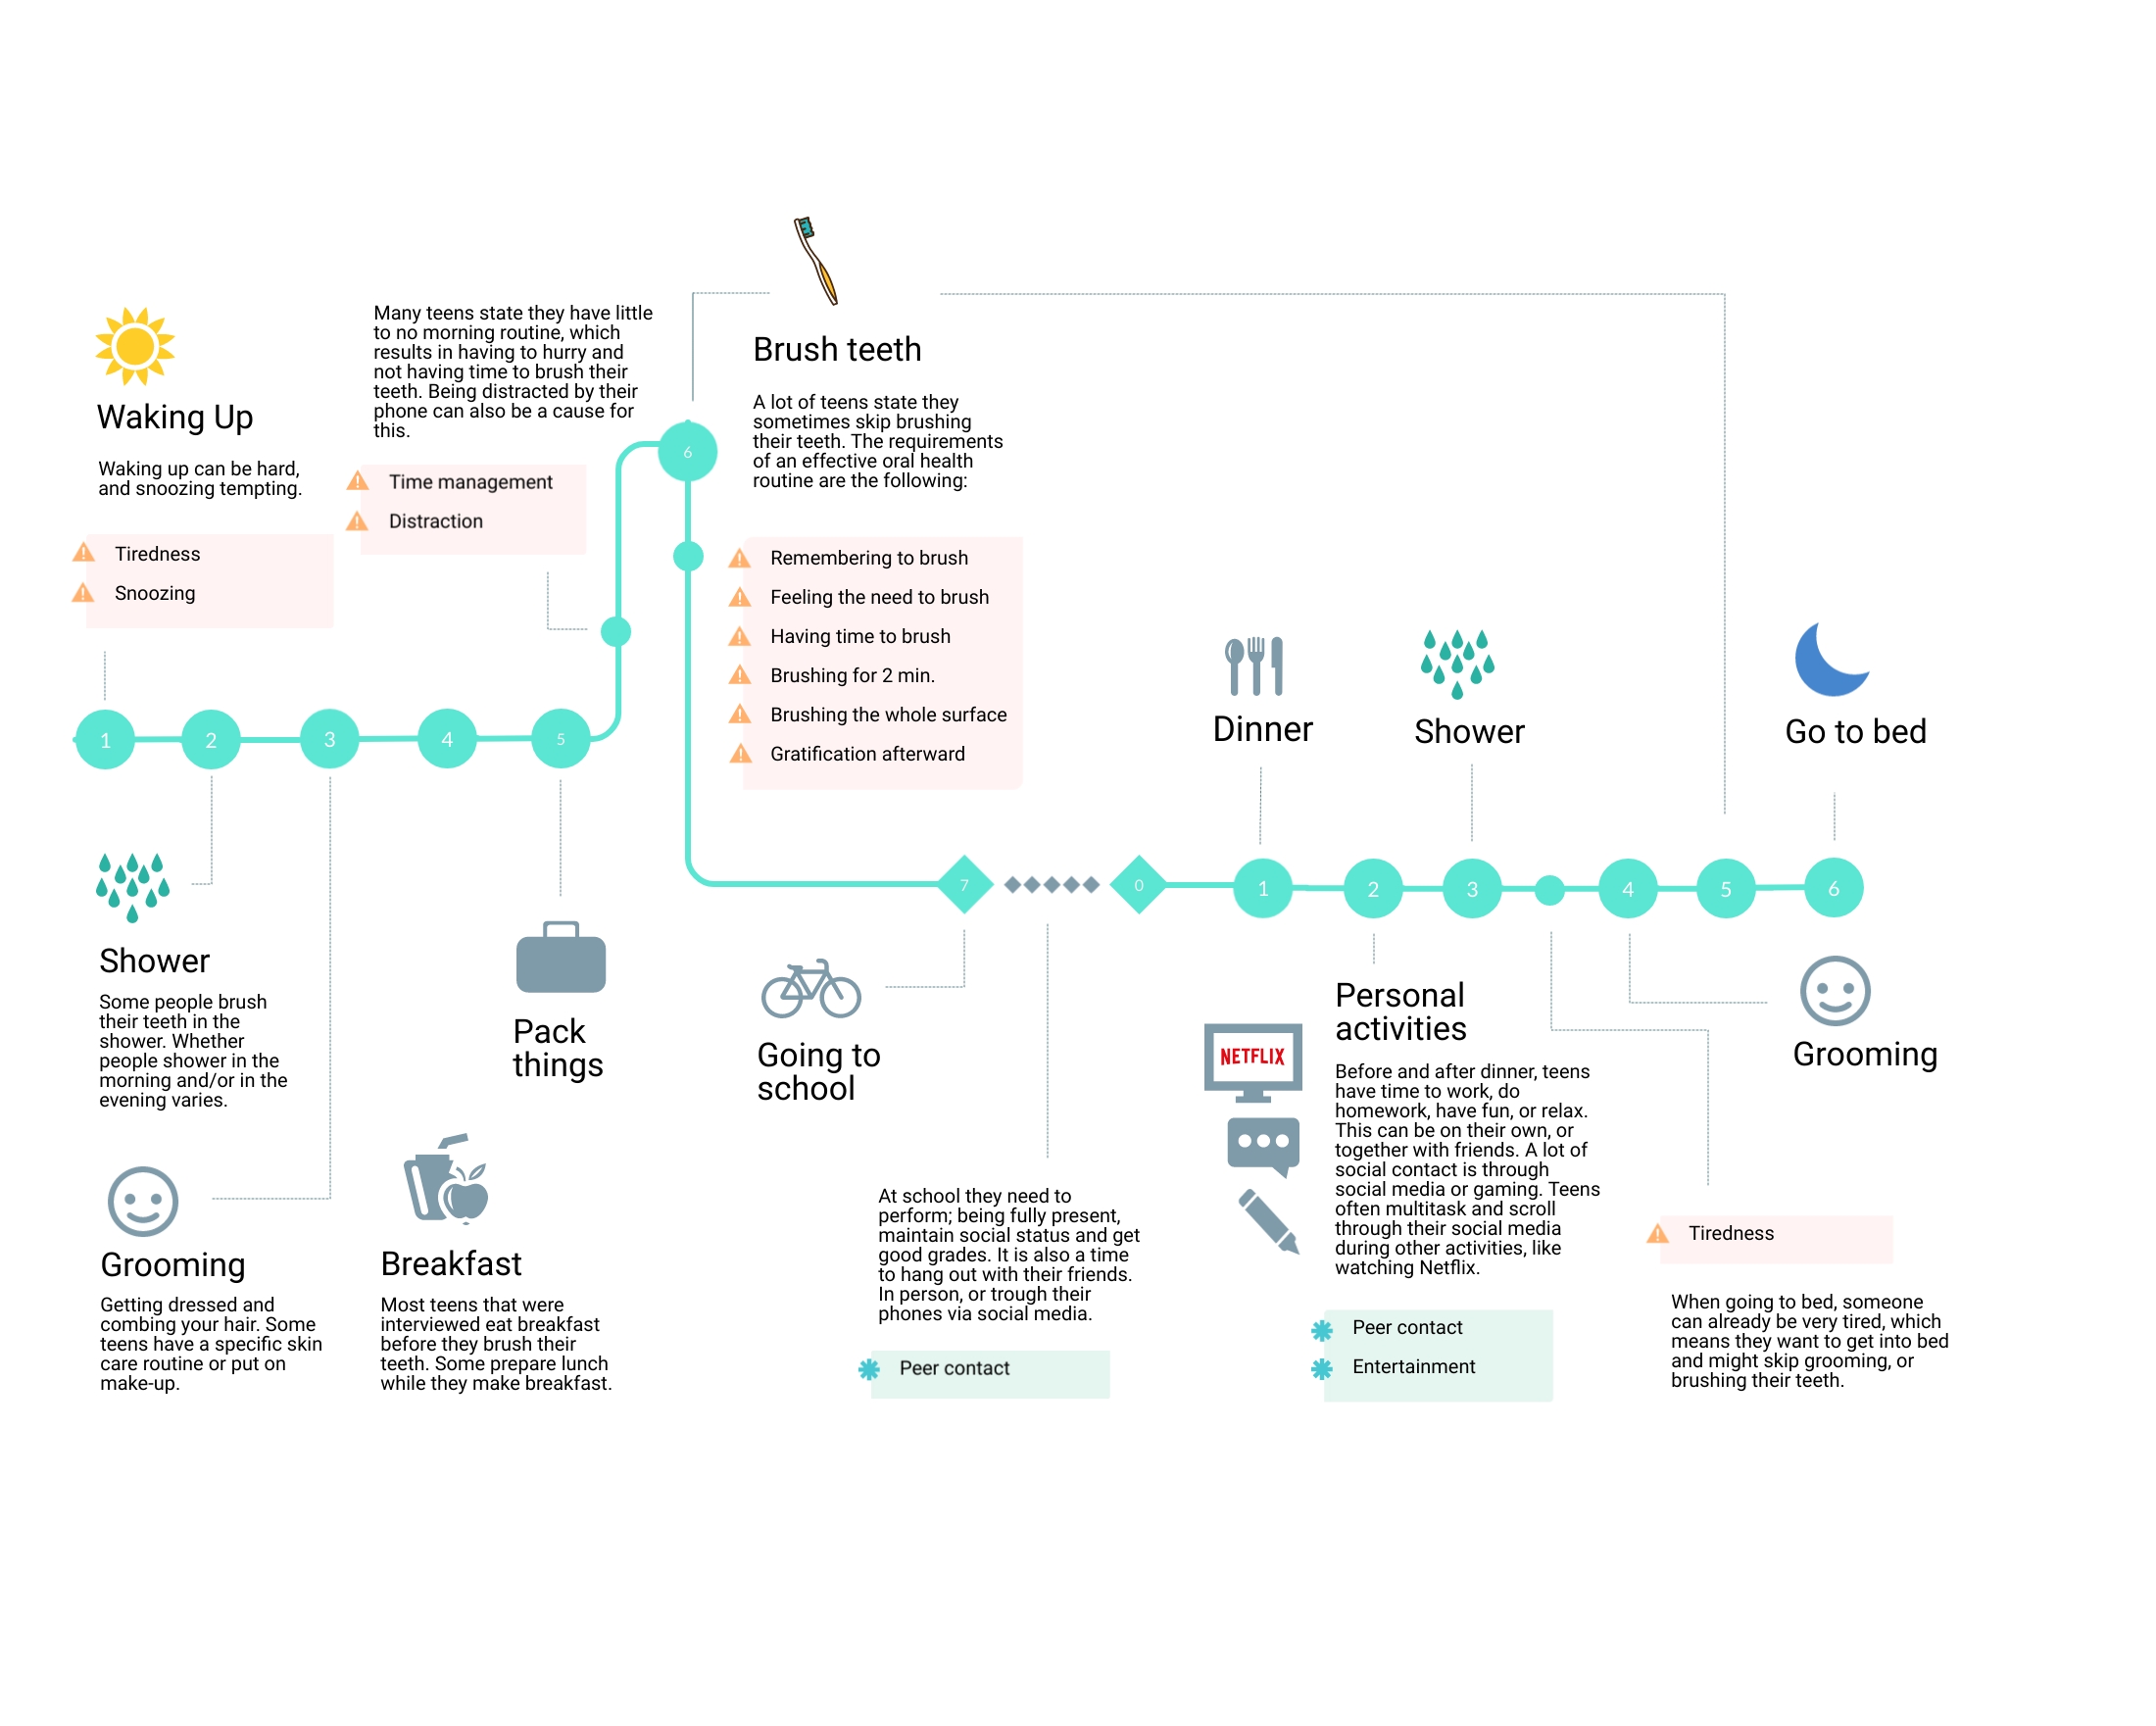 Waking Up
Waking up can be hard,
and snoozing tempting.
Tiredness
Snoozing
Many teens state they have little
to no morning routine, which
results in having to hurry and
not having time to brush their
teeth. Being distracted by their
phone can also be a cause for
this.
Time management
Distraction
Brush teeth
A lot of teens state they
sometimes skip brushing
their teeth. The requirements
of an effective oral health
routine are the following:
Remembering to brush
Feeling the need to brush
Having time to brush
Brushing for 2 min.
Brushing the whole surface
Gratification afterward
1
2
3
4
5
6
Shower
Some people brush
their teeth in the
shower. Whether
people shower in the
morning and/or in the
evening varies.
Grooming
Getting dressed and
combing your hair. Some
teens have a specific skin
care routine or put on
make-up.
Breakfast
Most teens that were
interviewed eat breakfast
before they brush their
teeth. Some prepare lunch
while they make breakfast.
Pack
things
7
0
1
2
3
4
5
6
Going to
school
At school they need to
perform; being fully present,
maintain social status and get
good grades. It is also a time
to hang out with their friends.
In person, or trough their
phones via social media.
Peer contact
Dinner
Shower
Go to bed
NETFLIX
Personal
activities
Before and after dinner, teens
have time to work, do
homework, have fun, or relax.
This can be on their own, or
together with friends. A lot of
social contact is through
social media or gaming. Teens
often multitask and scroll
through their social media
during other activities, like
watching Netflix.
Peer contact
Entertainment
Grooming
Tiredness
When going to bed, someone
can already be very tired, which
means they want to get into bed
and might skip grooming, or
brushing their teeth.